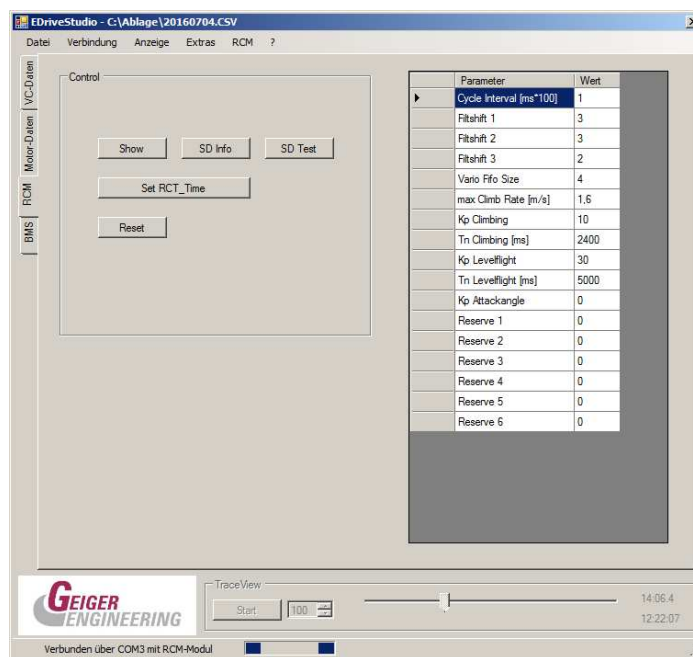 EDriveStudio - C:\Ablage\20160704.CSV
Datei Verbindung Anzeige Extras RCM ?
VC-Daten
Motor-Daten
RCM
BMS
Control
Show SD Info SD Test
Set RCT_Time
Reset
Parameter Wert
Cycle Interval [ms*100] 1
Filtshift 1 3
Filtshift 2 3
Filtshift 3 2
Vario Fifo Size 4
max Climb Rate [m/s] 1,6
Kp Climbing 10
Tn Climbing [ms] 2400
Kp Levelflight 30
Tn Levelflight [ms] 5000
Kp Attackangle 0
Reserve 1 0
Reserve 2 0
Reserve 3 0
Reserve 4 0
Reserve 5 0
Reserve 6 0
GEIGER
ENGINEERING
TraceView
Start 100
14:06.4
12:22:07
Verbunden über COM3 mit RCM-Modul